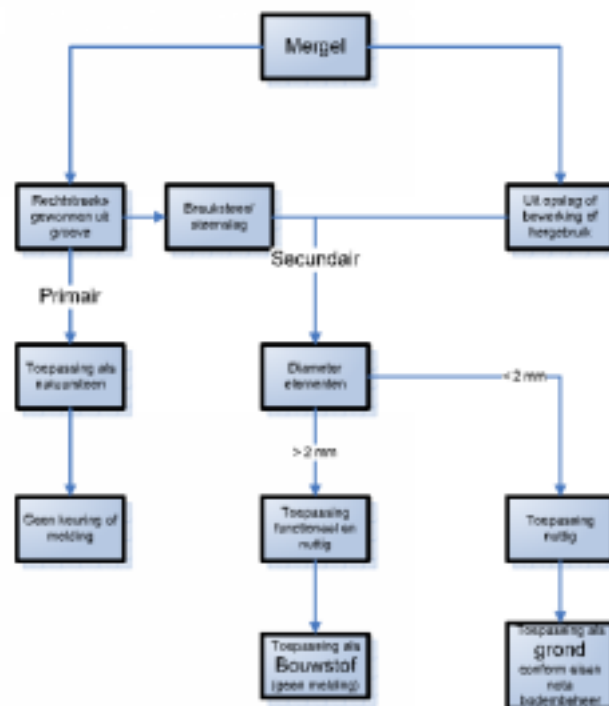 Mergel
Rechtstreeks
gewonnen uit
groeve
Breuksteen/
steenslag
Uit opslag of
bewerking of
hergebruik
Secundair
Primair
Toepassing als
natuursteen
Diameter
elementen
<2 mm
>2 mm
Geen keuring of
melding
Toepassing
functioneel en
nuttig
Toepassing
nuttig
Toepassing als
Bouwstof
(geen melding)
Toepassing als
grond
conform eisen
nota
bodembeheer